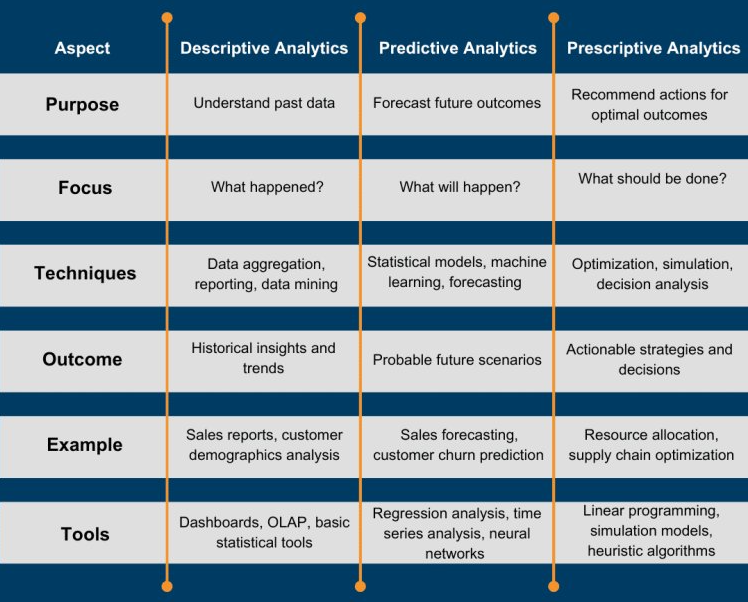 Aspect
Descriptive Analytics
Predictive Analytics
Prescriptive Analytics
Purpose
Understand past data
Forecast future outcomes
Recommend actions for
optimal outcomes
Focus
What happened?
What will happen?
What should be done?
Techniques
Data aggregation,
reporting, data mining
Statistical models, machine
learning, forecasting
Optimization, simulation,
decision analysis
Outcome
Historical insights and
trends
Probable future scenarios
Actionable strategies and
decisions
Example
Sales reports, customer
demographics analysis
Sales forecasting,
customer churn prediction
Resource allocation,
supply chain optimization
Tools
Dashboards, OLAP, basic
statistical tools
Regression analysis, time
series analysis, neural
networks
Linear programming,
simulation models,
heuristic algorithms